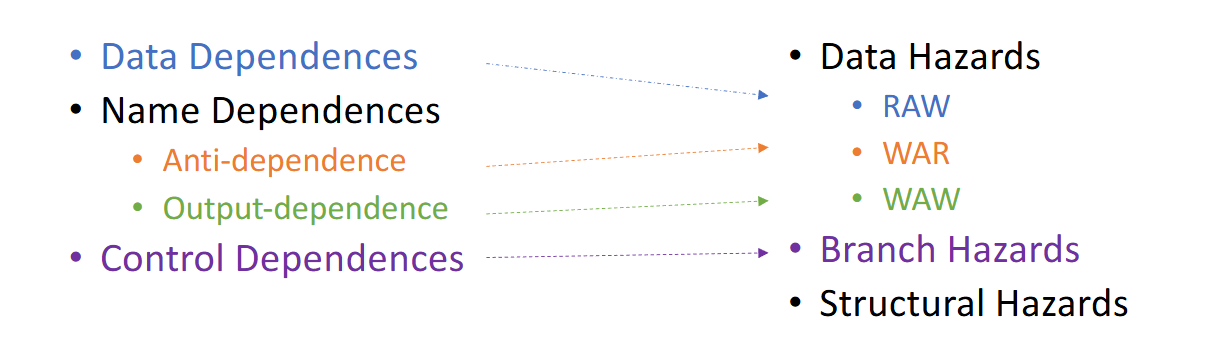 • Data Dependences
• Name Dependences
• Anti-dependence
• Output-dependence
• Control Dependences
• Data Hazards
• RAW
• WAR
• WAW
• Branch Hazards
• Structural Hazards